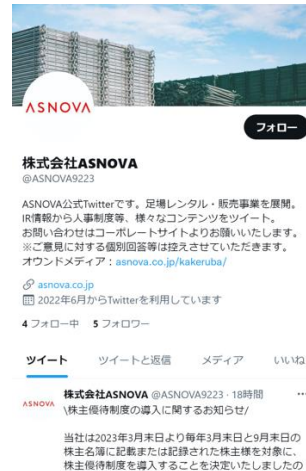 ASNOVA
フォロー
株式会社ASNOVA
@ASNOVA9223
ASNOVA公式Twitterです。足場レンタル・販売事業を展開。
IR情報から人事制度等、様々なコンテンツをツイート。
お問い合わせはコーポレートサイトよりお願いいたします。
※ご意見に対する個別回答等は控えさせていただきます。
オウンドメディア：asnova.co.jp/kakeruba/
asnova.co.jp
2022年6月からTwitterを利用しています
4 フォロー中 5 フォロワー
ツイート ツイートと返信 メディア いいね
ASNOVA
株式会社ASNOVA @ASNOVA9223 · 18時間 …
\株主優待制度の導入に関するお知らせ/
当社は2023年3月末日より毎年3月末日と9月末日の
株主名簿に記載または記録された株主様を対象に、
株主優待制度を導入することを決定いたしましたの